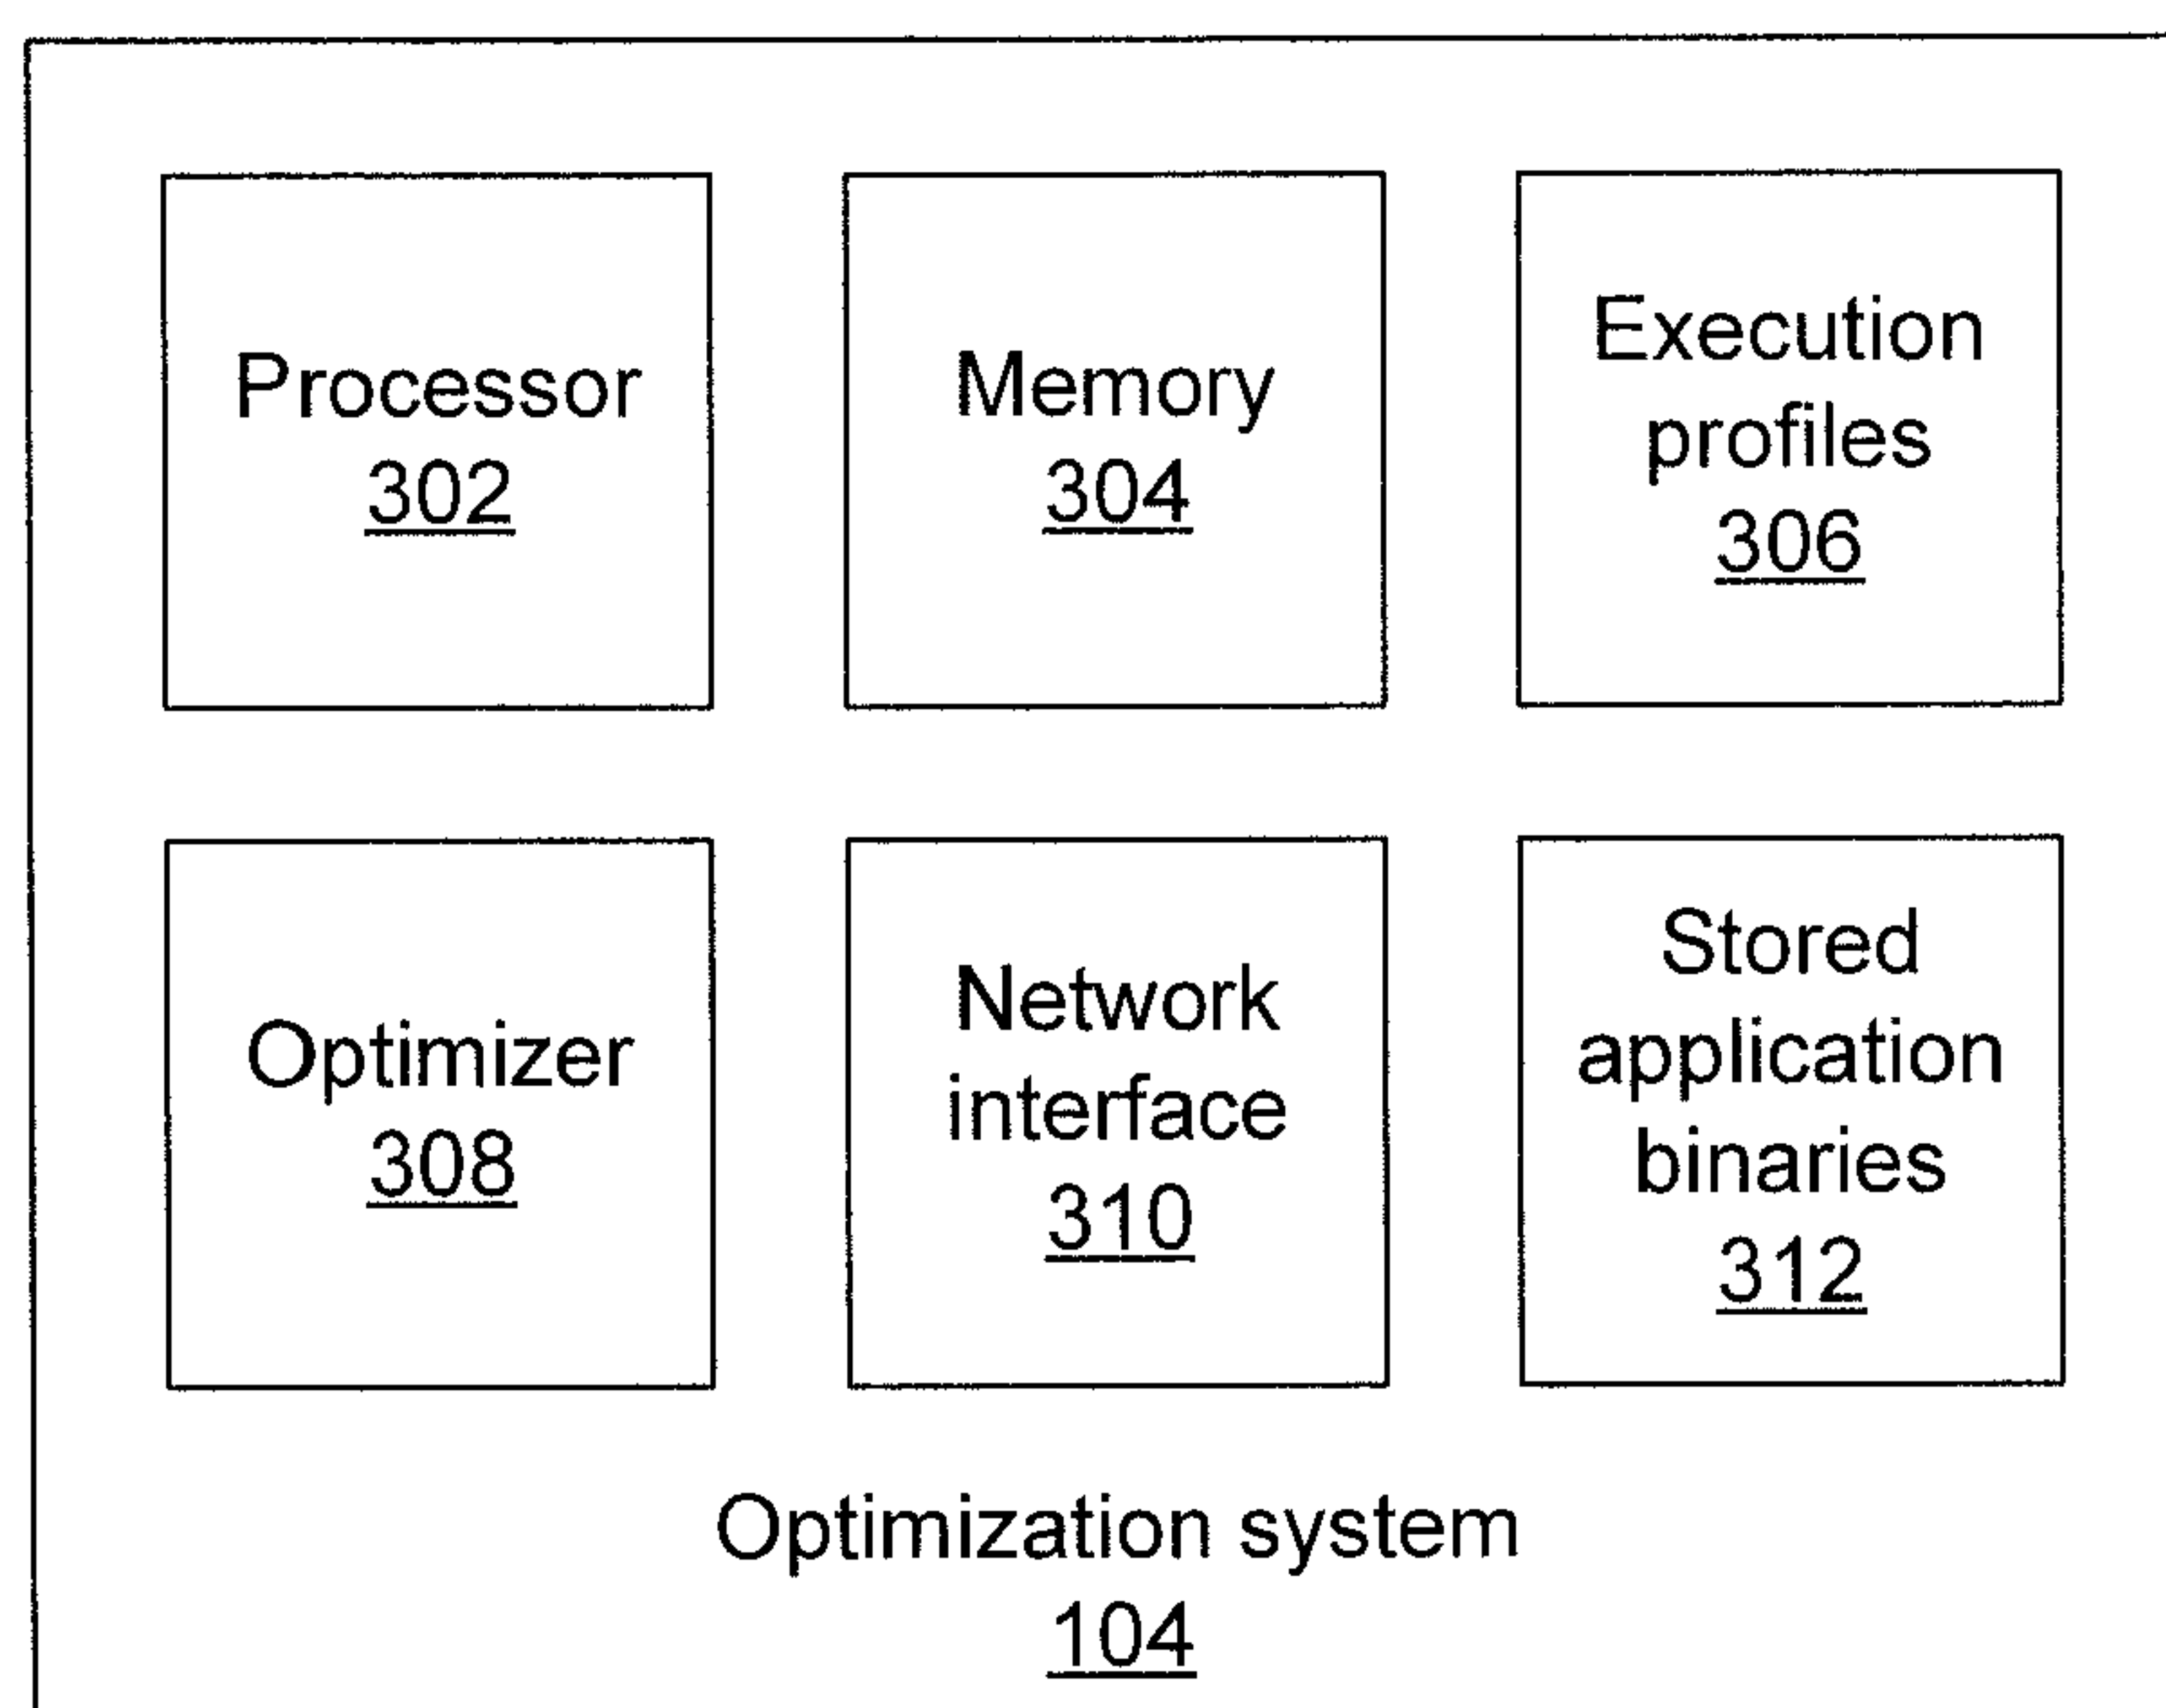 Processor
302
Memory
304
Execution
profiles
306
Optimizer
308
Network
interface
310
Stored
application
binaries
312
Optimization system
104